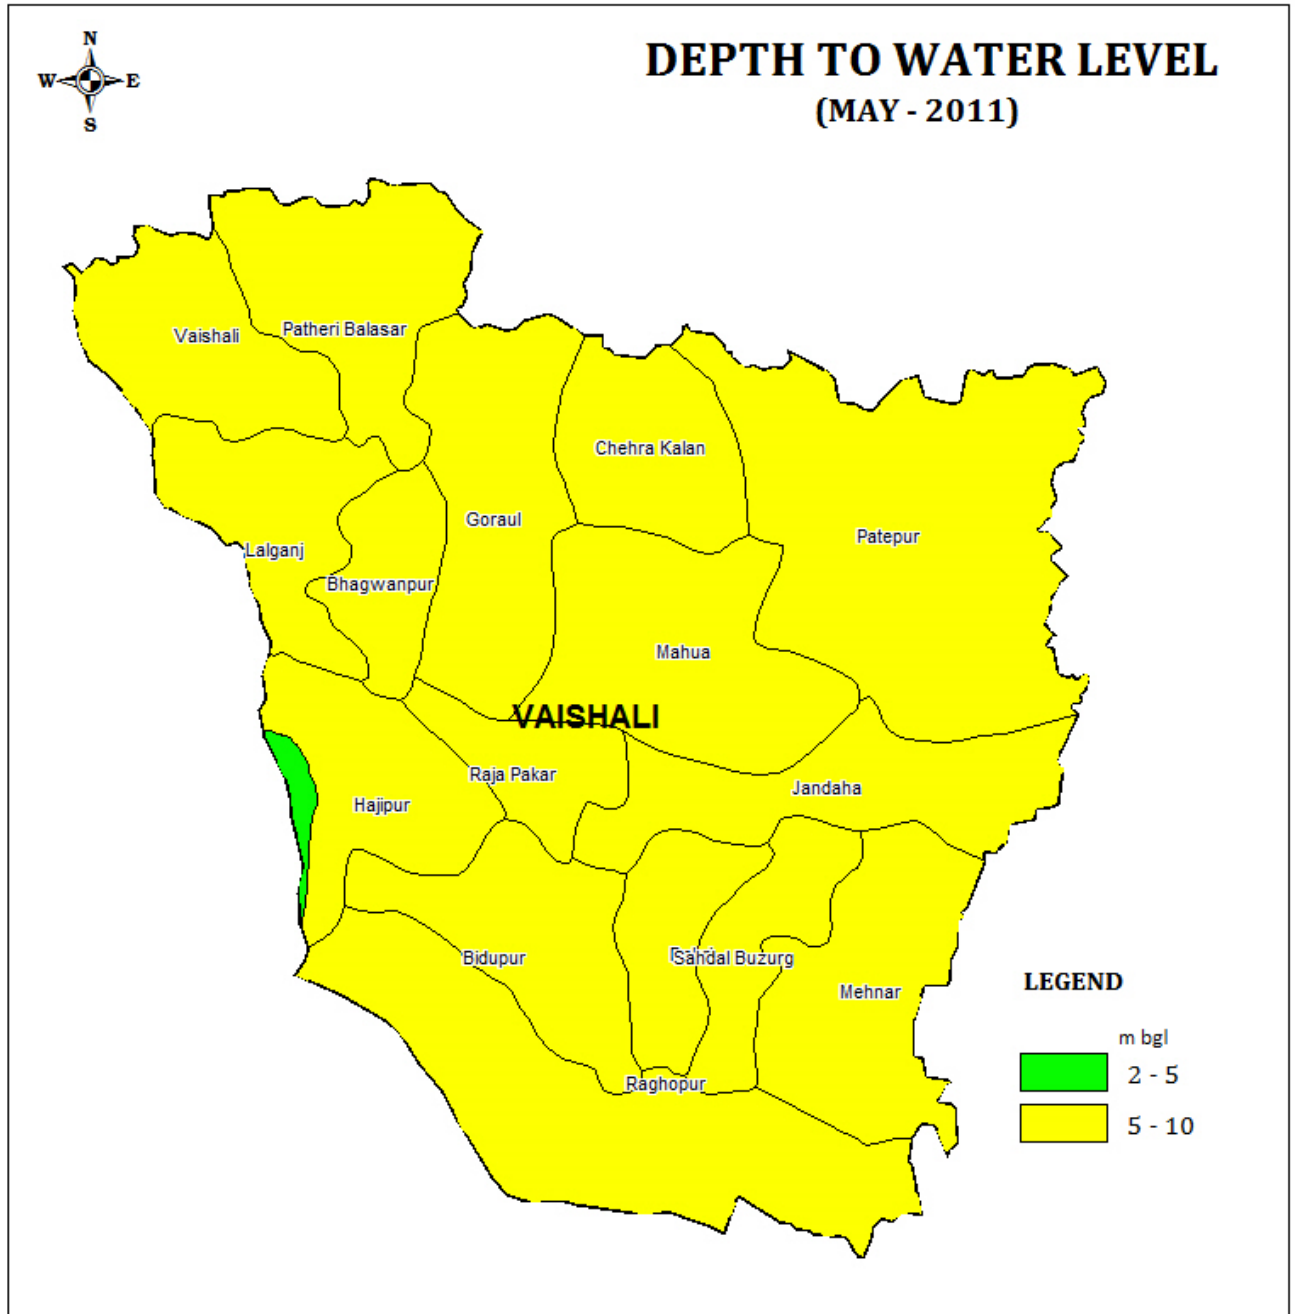 N
W E
S
DEPTH TO WATER LEVEL
(MAY - 2011)
Vaishali
Patheri Balasar
Chehra Kalan
Goraul
Patepur
Lalganj
Bhagwanpur
Mahua
VAISHALI
Raja Pakar
Jandaha
Hajipur
Bidupur
Sahdal Buzurg
Mehnar
Raghopur
LEGEND
m bgl
2 - 5
5 - 10